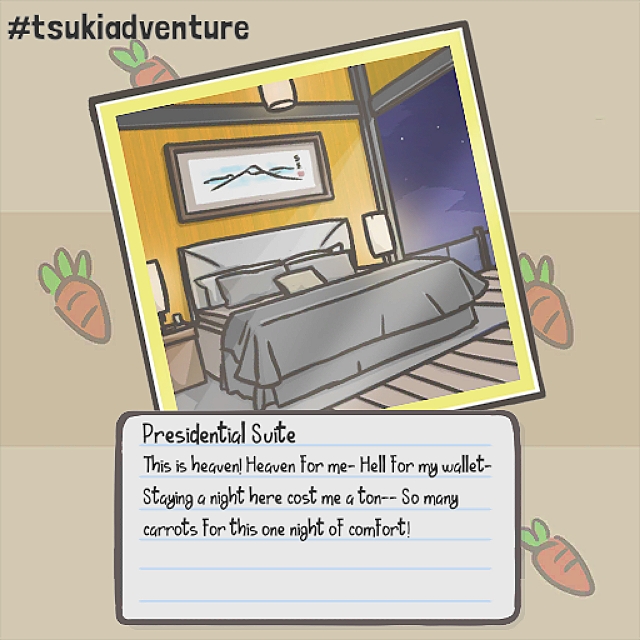 #tsukiadventure
Presidential Suite
This is heaven! Heaven for me- Hell for my wallet-
Staying a night here cost me a ton-- So many
carrots for this one night of comfort!